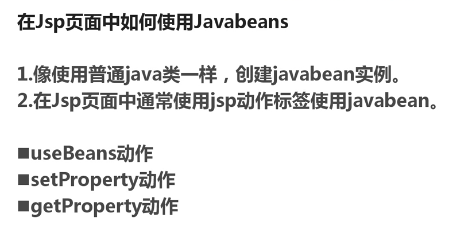 在Jsp页面中如何使用Javabeans
1.像使用普通java类一样，创建javabean实例。
2.在Jsp页面中通常使用jsp动作标签使用javabean。
■useBeans动作
■setProperty动作
■getProperty动作